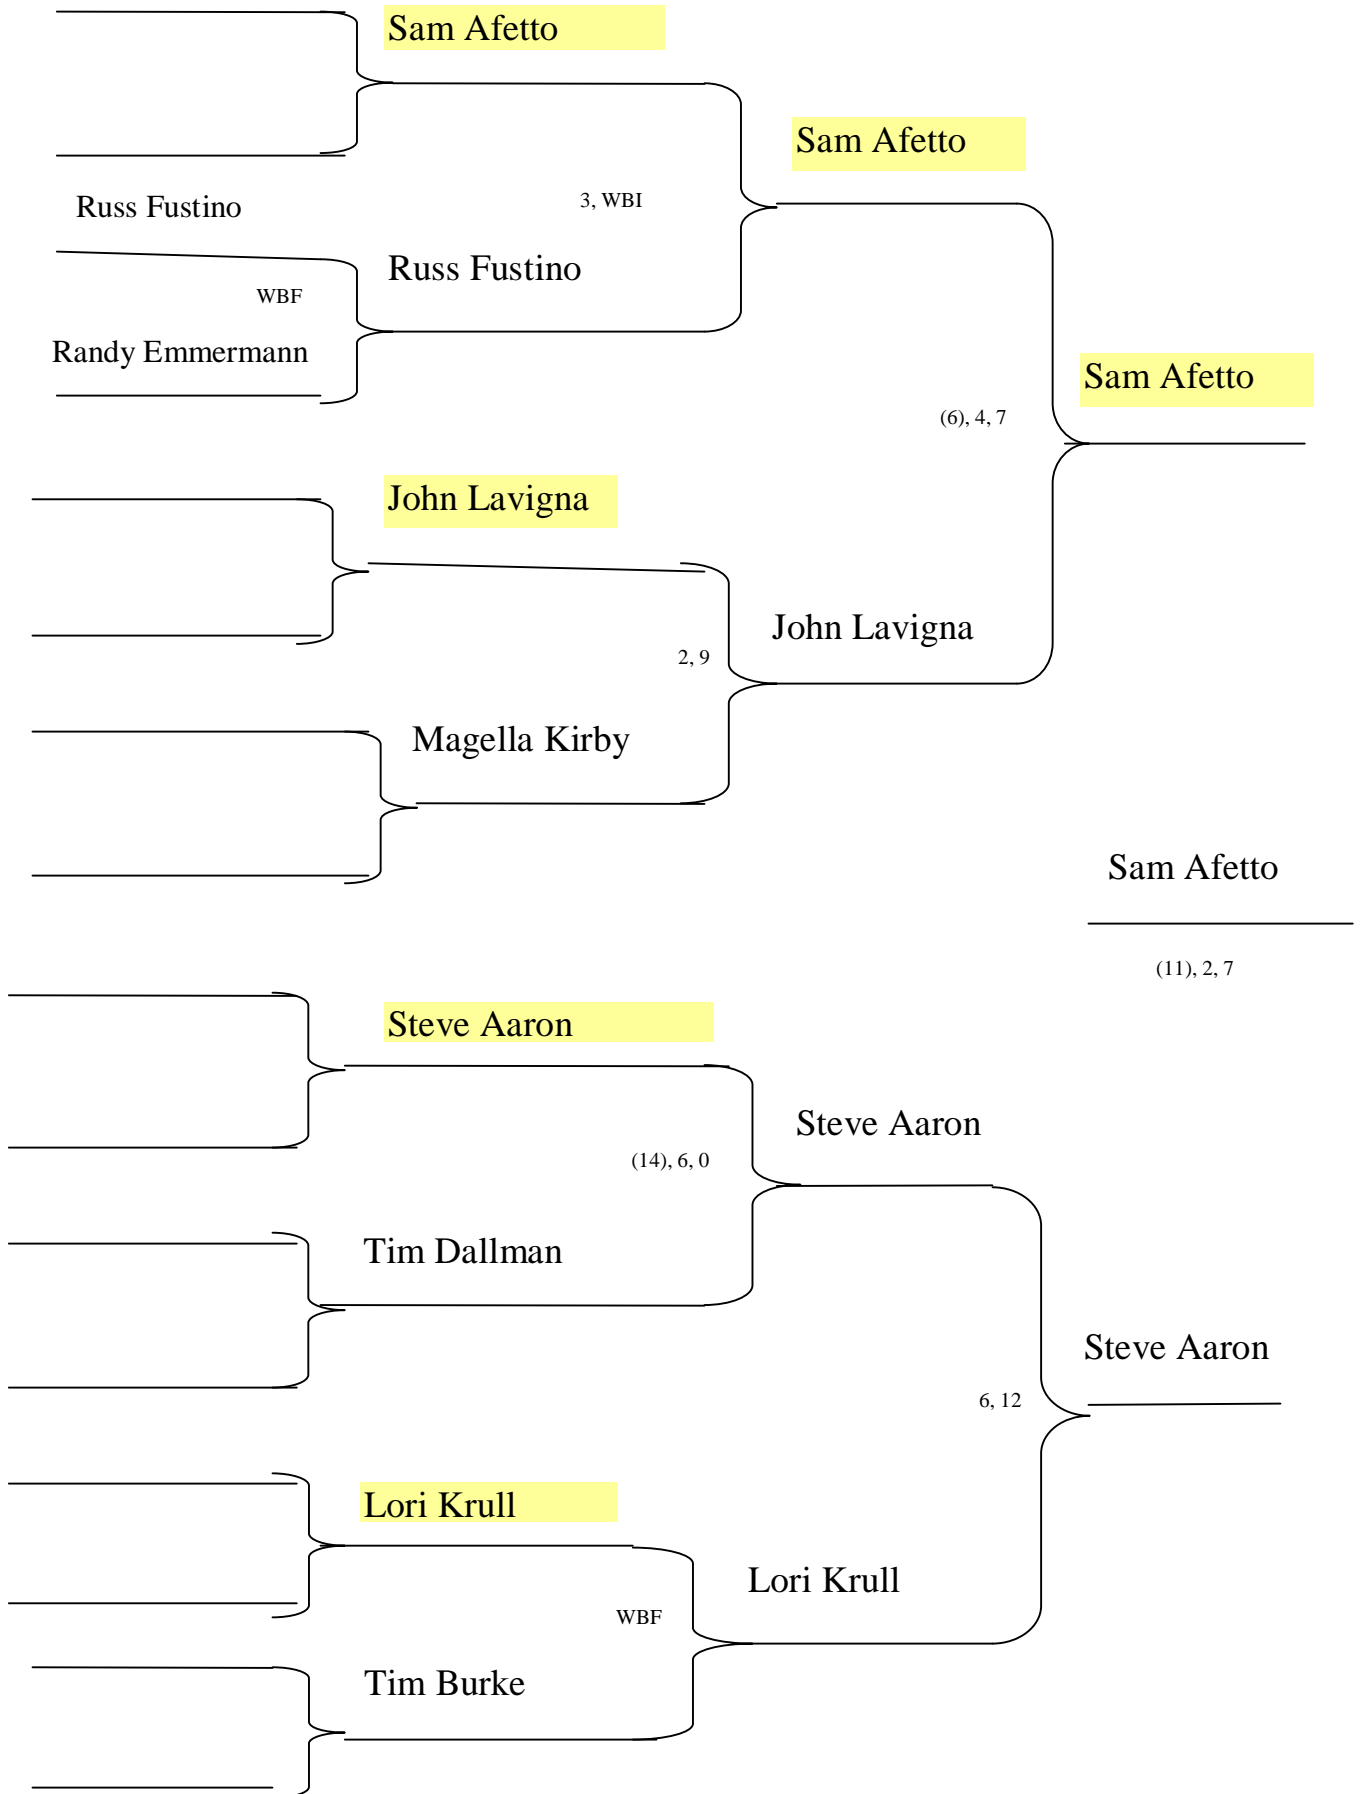 Sam Afetto
Sam Afetto
Russ Fustino
3, WBI
Russ Fustino
WBF
Randy Emmermann
Sam Afetto
(6), 4, 7
John Lavigna
John Lavigna
2, 9
Magella Kirby
Sam Afetto
(11), 2, 7
Steve Aaron
Steve Aaron
(14), 6, 0
Tim Dallman
Steve Aaron
6, 12
Lori Krull
Lori Krull
WBF
Tim Burke